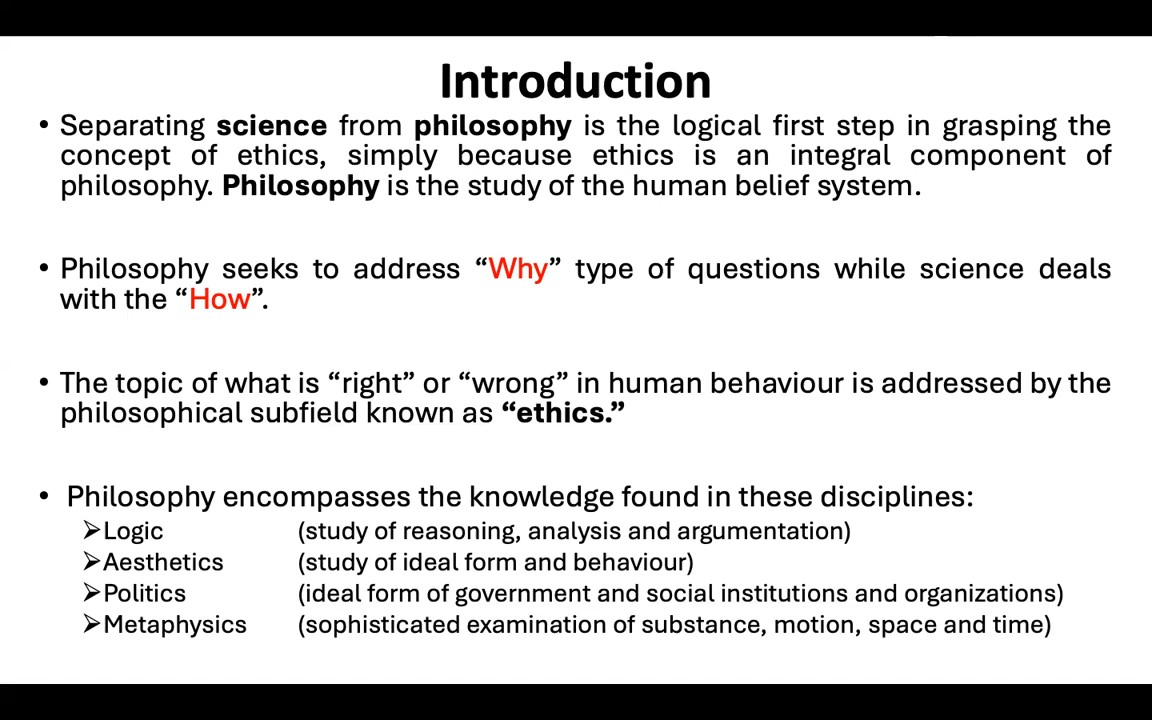 Introduction
• Separating science from philosophy is the logical first step in grasping the
concept of ethics, simply because ethics is an integral component of
philosophy. Philosophy is the study of the human belief system.
• Philosophy seeks to address “Why” type of questions while science deals
with the “How”.
• The topic of what is “right” or “wrong” in human behaviour is addressed by the
philosophical subfield known as “ethics.”
• Philosophy encompasses the knowledge found in these disciplines:
➢Logic (study of reasoning, analysis and argumentation)
➢Aesthetics (study of ideal form and behaviour)
➢Politics (ideal form of government and social institutions and organizations)
➢Metaphysics (sophisticated examination of substance, motion, space and time)